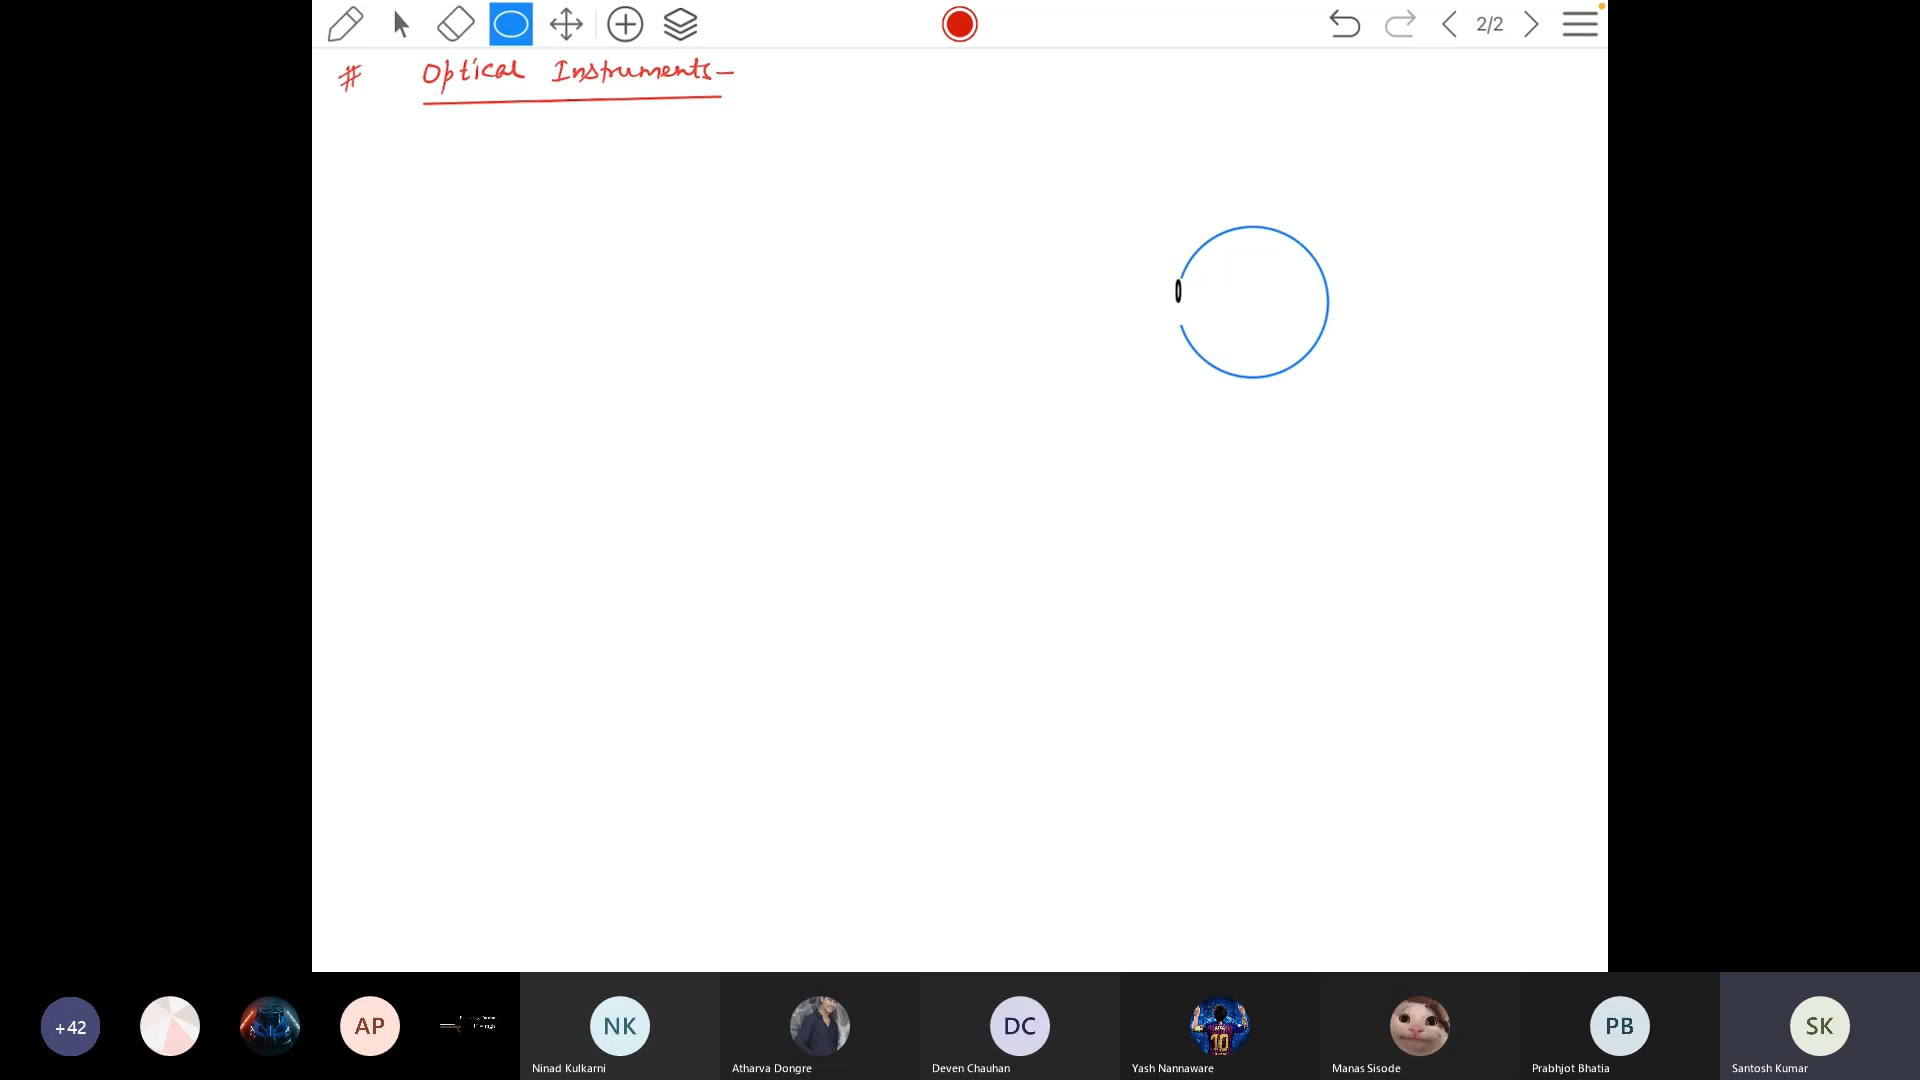 2/2
# Optical Instruments-
+42
AP
NK
DC
10
PB
SK
Ninad Kulkarni
Atharva Dongre
Deven Chauhan
Yash Nannaware
Manas Sisode
Prabhjot Bhatia
Santosh Kumar